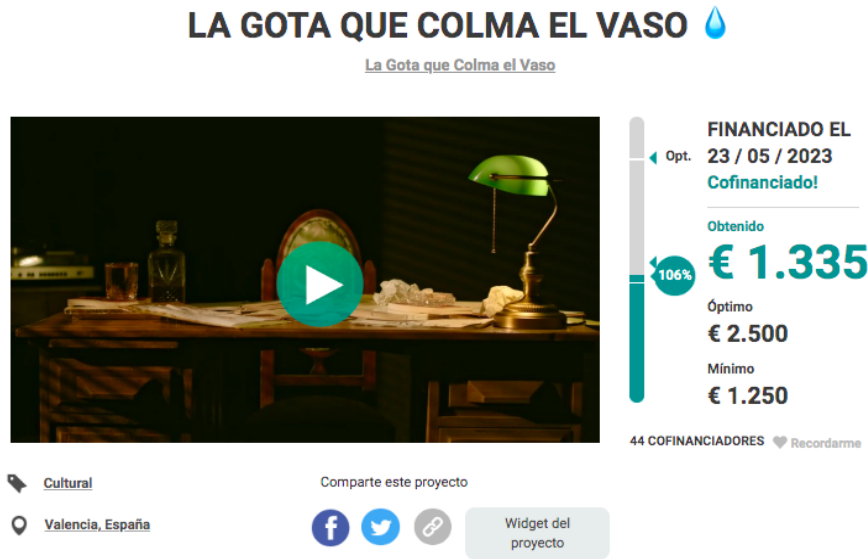 LA GOTA QUE COLMA EL VASO
La Gota que Colma el Vaso
FINANCIADO EL
Opt.
23 / 05 / 2023
Cofinanciado!
Obtenido
106%
€ 1.335
Óptimo
€ 2.500
Mínimo
€ 1.250
44 COFINANCIADORES Recordarme
Cultural
Comparte este proyecto
Valencia, España
Widget del
proyecto